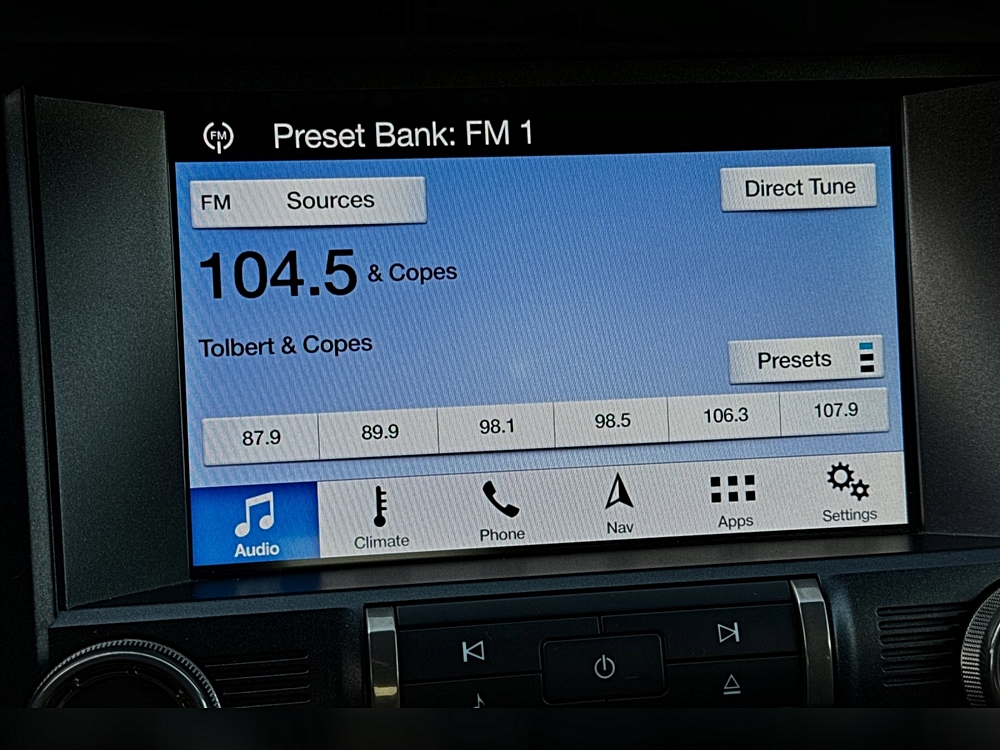 FM Preset Bank: FM 1
FM Sources Direct Tune
104.5 & Copes
Tolbert & Copes
Presets
87.9 89.9 98.1 98.5 106.3 107.9
Audio Climate Phone Nav Apps Settings